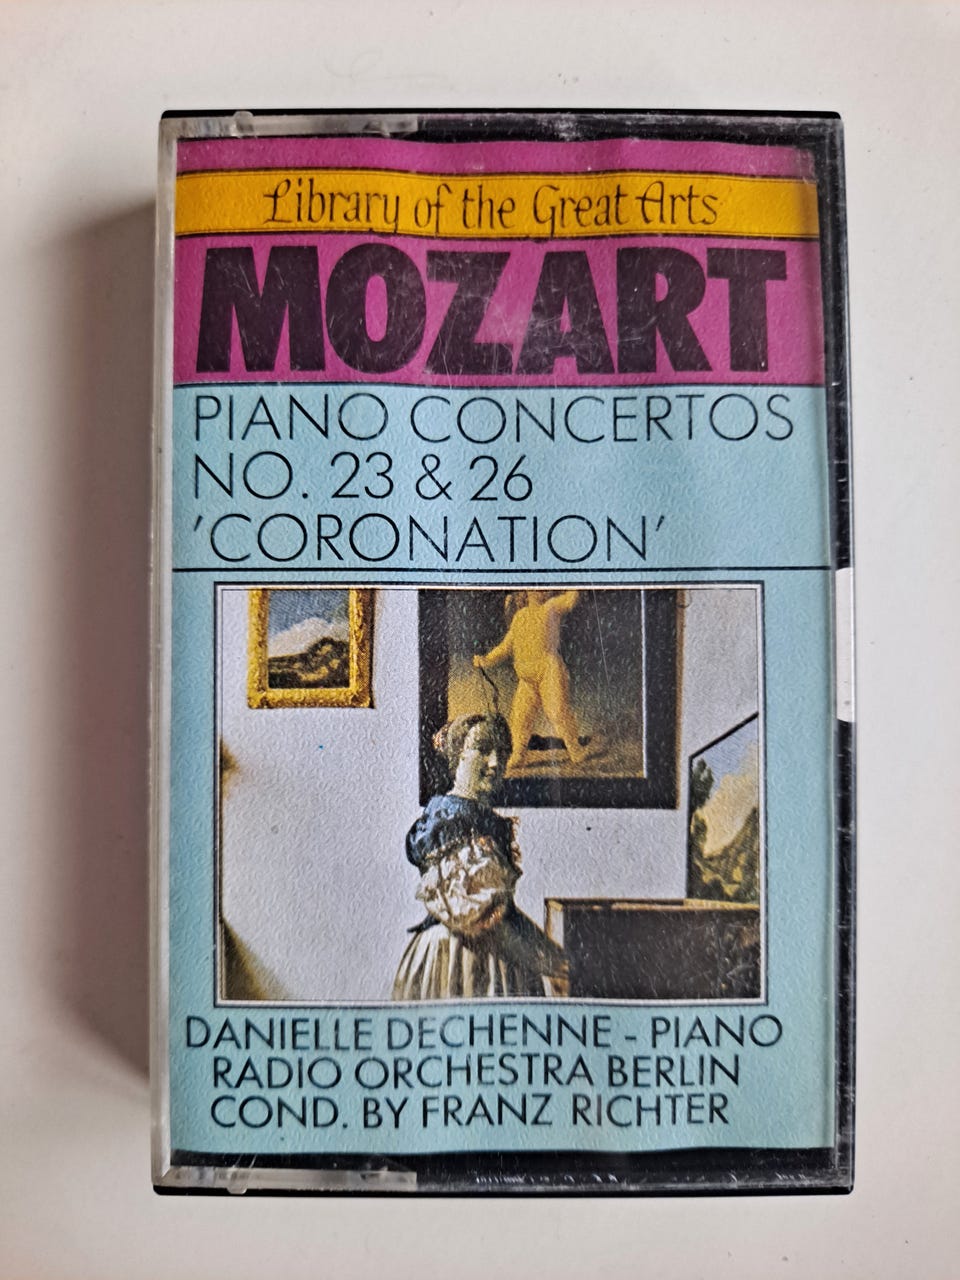 Library of the Great Arts
MOZART
PIANO CONCERTOS
NO. 23 & 26
'CORONATION'
DANIELLE DECHENNE - PIANO
RADIO ORCHESTRA BERLIN
COND. BY FRANZ RICHTER